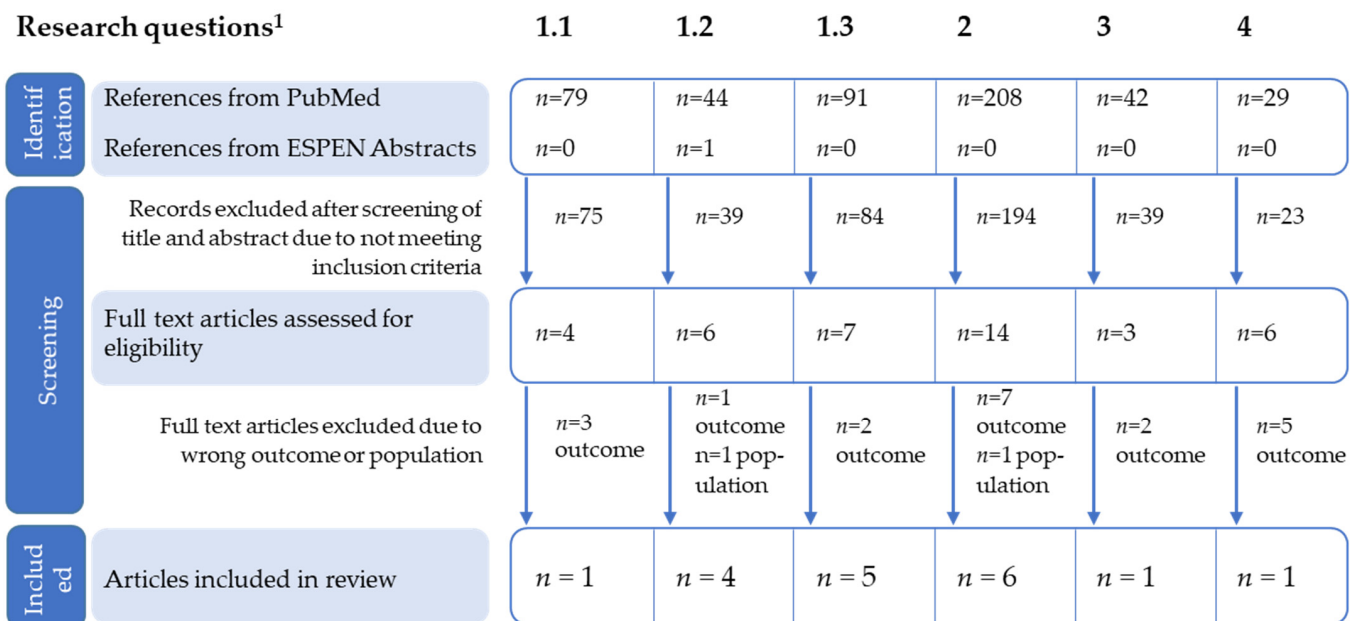 Research questions¹ 1.1 1.2 1.3 2 3 4
Identif
ication
References from PubMed n=79 n=44 n=91 n=208 n=42 n=29
References from ESPEN Abstracts n=0 n=1 n=0 n=0 n=0 n=0
Screening
Records excluded after screening of
title and abstract due to not meeting
inclusion criteria
n=75 n=39 n=84 n=194 n=39 n=23
Full text articles assessed for
eligibility
n=4 n=6 n=7 n=14 n=3 n=6
Full text articles excluded due to
wrong outcome or population
n=3
outcome
n=1
outcome
n=1 pop-
ulation
n=2
outcome
n=7
outcome
n=1 pop-
ulation
n=2
outcome
n=5
outcome
Includ
ed
Articles included in review n = 1 n = 4 n = 5 n = 6 n = 1 n = 1